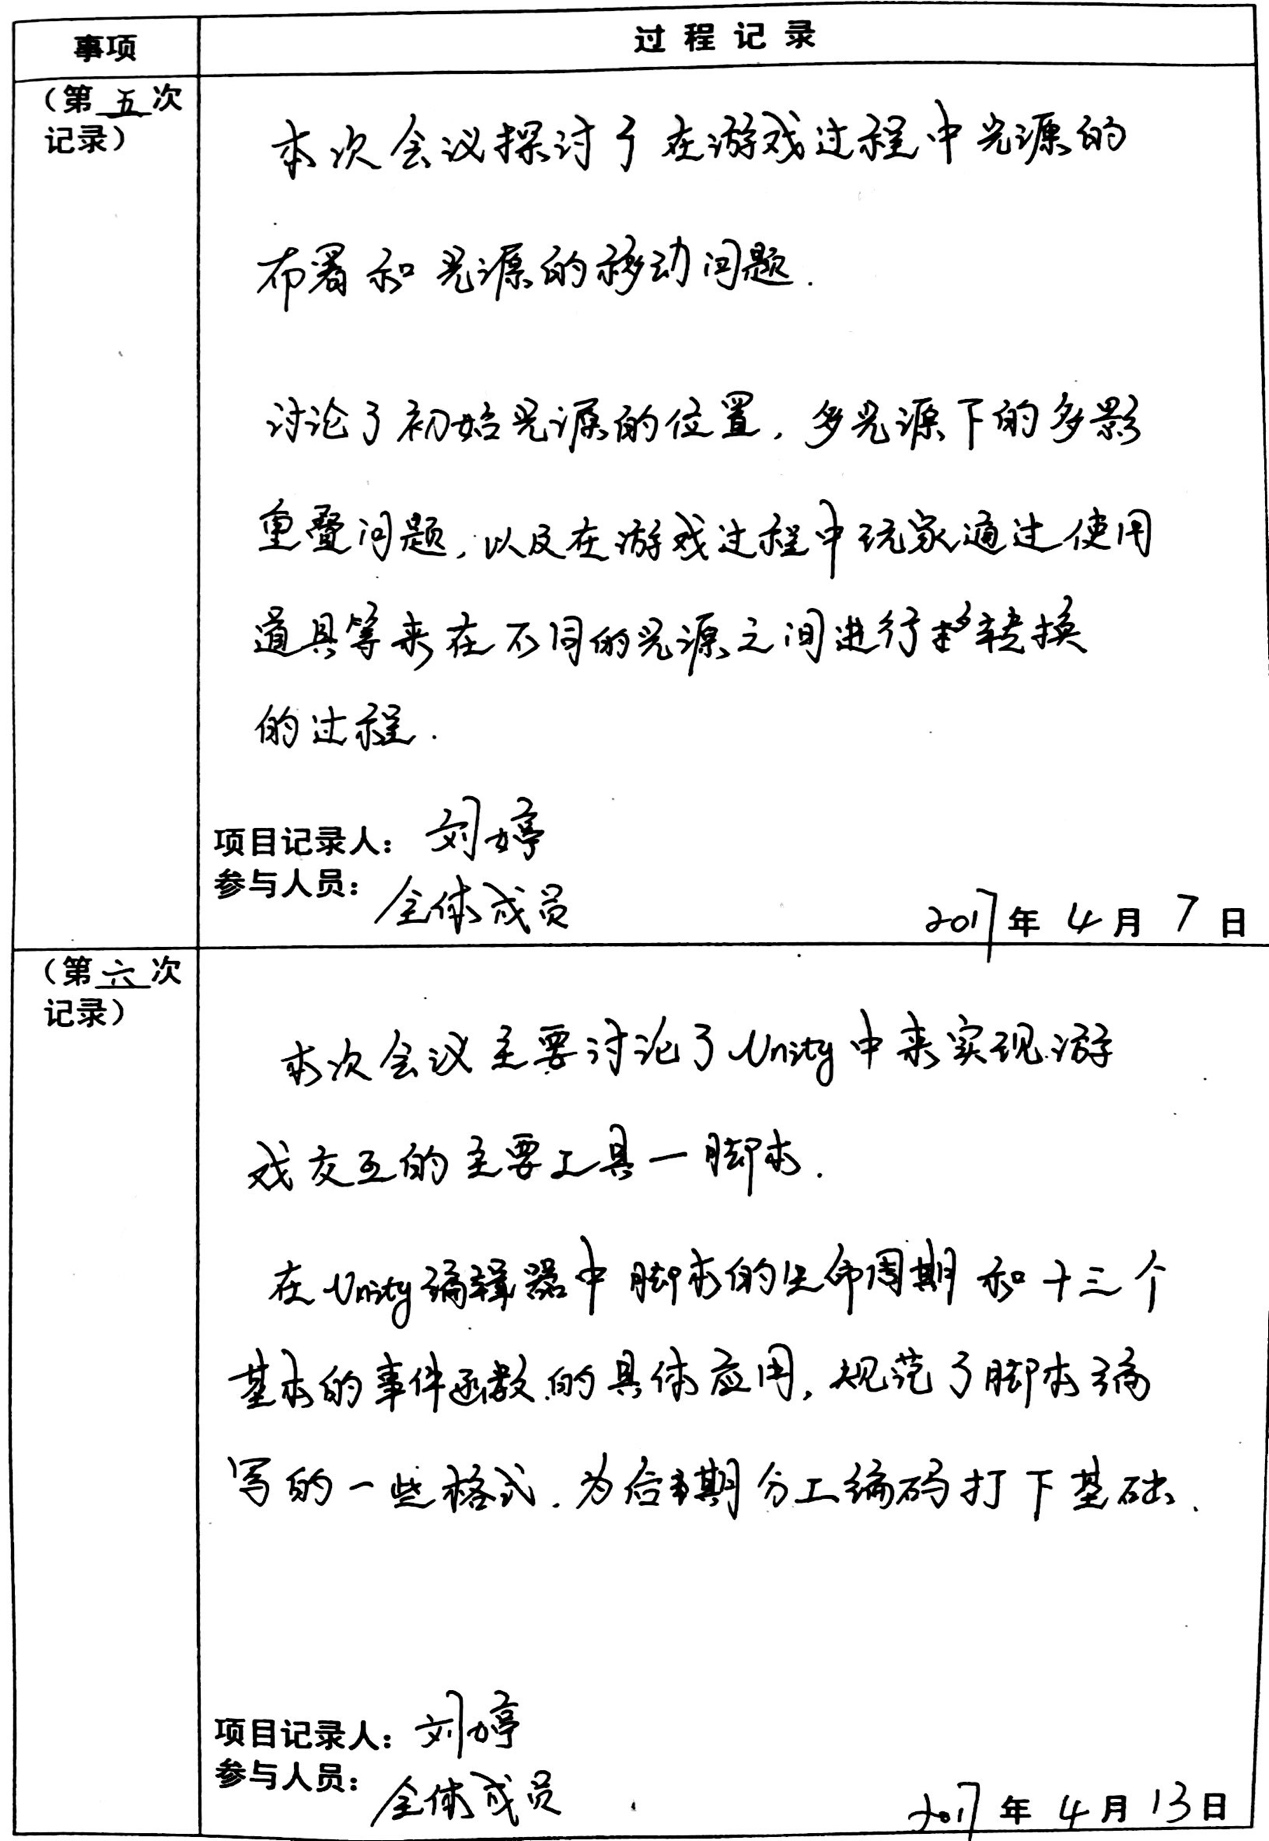 事项
过程记录
（第五次
记录）
本次会议探讨了在游戏过程中光源的
布署和光源的移动问题.
讨论了初始光源的位置,多光源下的多影
重叠问题,以及在游戏过程中玩家通过使用
道具等来在不同的光源之间进行转换
的过程.
项目记录人：刘婷
参与人员：全体成员
2017年4月7日
（第六次
记录）
本次会议主要讨论了Unity中来实现游
戏交互的主要工具一脚本.
在Unity编辑器中脚本的生命周期和十三个
基本的事件函数的具体应用,规范了脚本编
写的一些格式.为后期分工编码打下基础.
项目记录人：刘婷
参与人员：全体成员
2017年4月13日